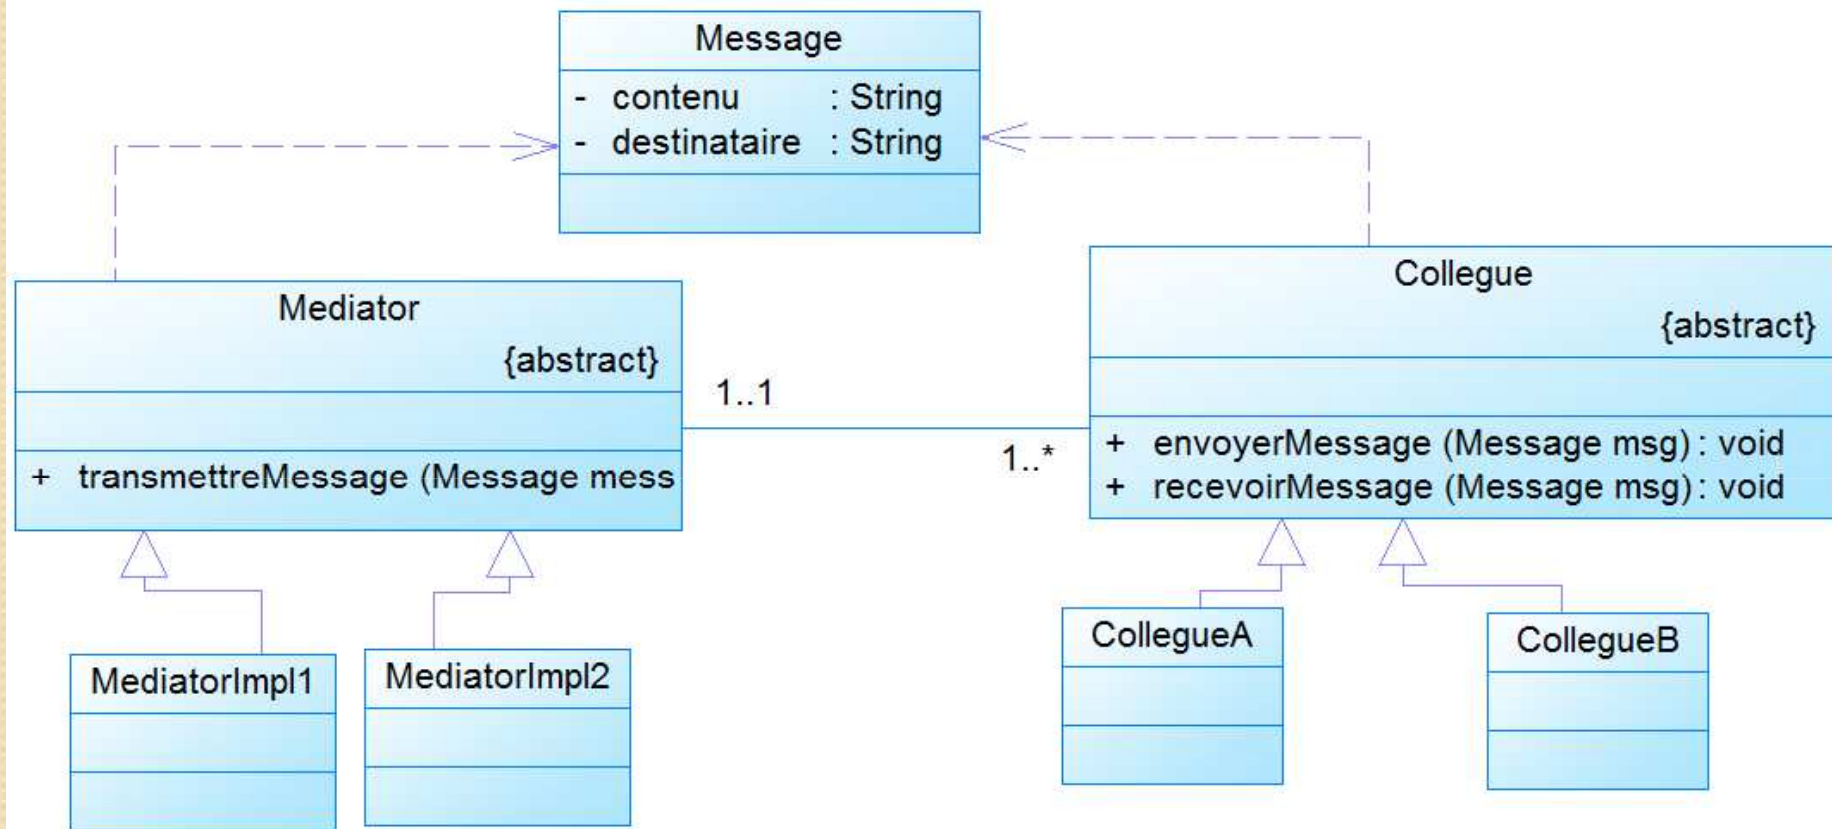 Message
- contenu : String
- destinataire : String
Mediator
{abstract}
+ transmettreMessage (Message mess
1..1
1..*
Collegue
{abstract}
+ envoyerMessage (Message msg) : void
+ recevoirMessage (Message msg) : void
MediatorImpl1
MediatorImpl2
CollegueA
CollegueB